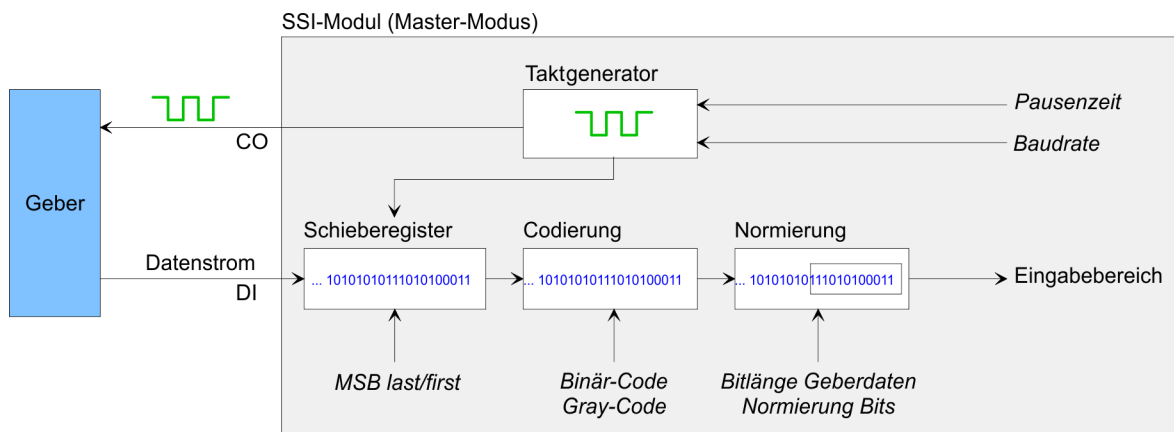 SSI-Modul (Master-Modus)
Taktgenerator
Pausenzeit
CO
Baudrate
Geber
Schieberegister
Codierung
Normierung
Datenstrom
DI
... 10101010111010100011
... 10101010111010100011
... 10101010111010100011
Eingabebereich
MSB last/first
Binär-Code
Gray-Code
Bitlänge Geberdaten
Normierung Bits